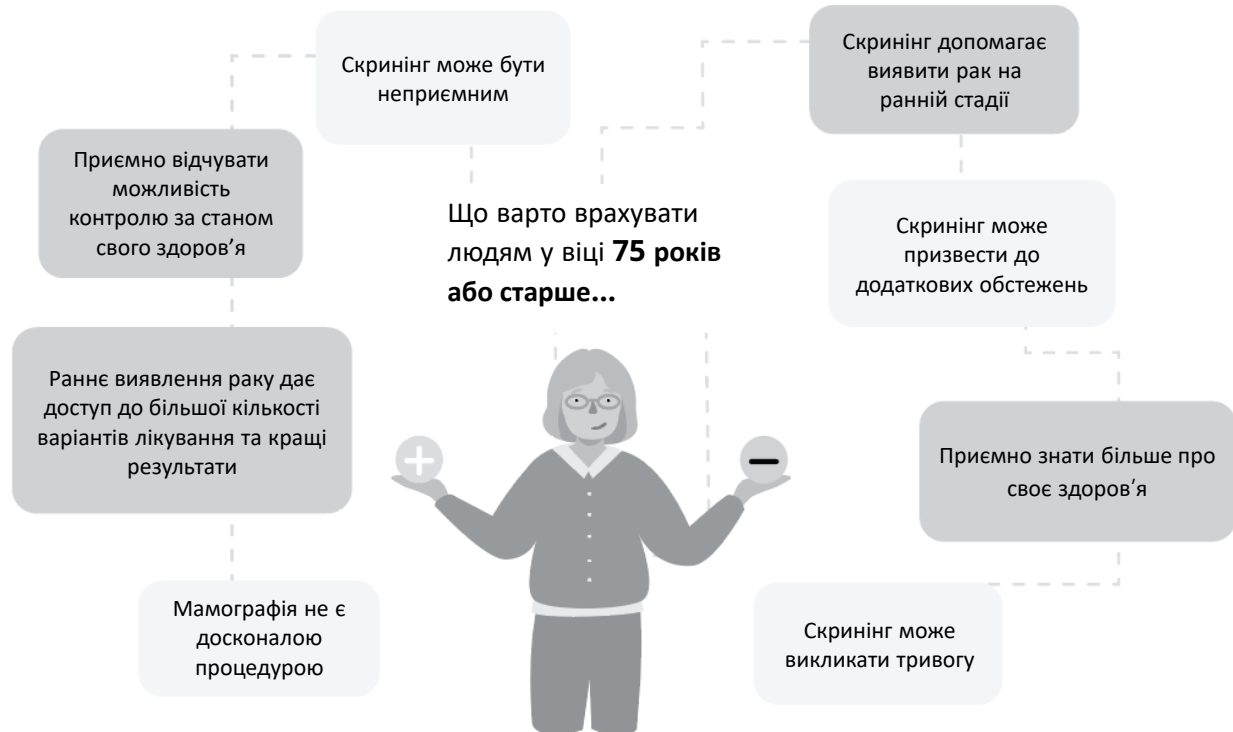 Скринінг може бути
неприємним
Скринінг допомагає
виявити рак на
ранній стадії
Приємно відчувати
можливість
контролю за станом
свого здоров’я
Що варто врахувати
людям у віці 75 років
або старше...
Скринінг може
призвести до
додаткових обстежень
Раннє виявлення раку дає
доступ до більшої кількості
варіантів лікування та кращі
результати
Приємно знати більше про
своє здоров’я
Мамографія не є
досконалою
процедурою
Скринінг може
викликати тривогу